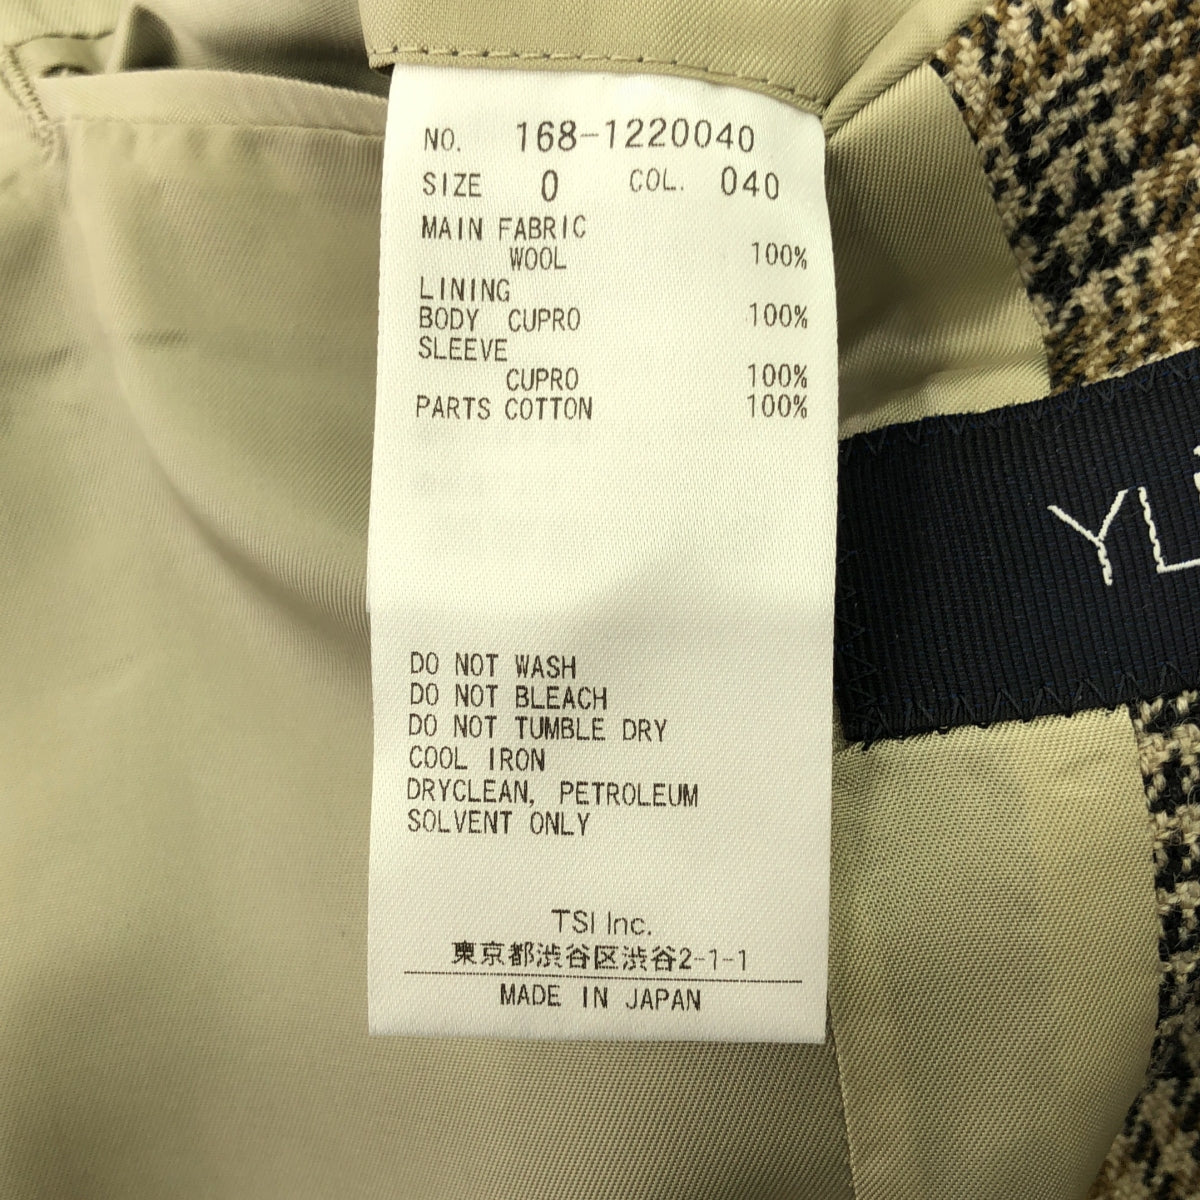 NO. 168-1220040
SIZE 0 COL. 040
MAIN FABRIC
WOOL 100%
LINING
BODY CUPRO 100%
SLEEVE
CUPRO 100%
PARTS COTTON 100%
DO NOT WASH
DO NOT BLEACH
DO NOT TUMBLE DRY
COOL IRON
DRYCLEAN, PETROLEUM
SOLVENT ONLY
TSI Inc.
東京都渋谷区渋谷2-1-1
MADE IN JAPAN